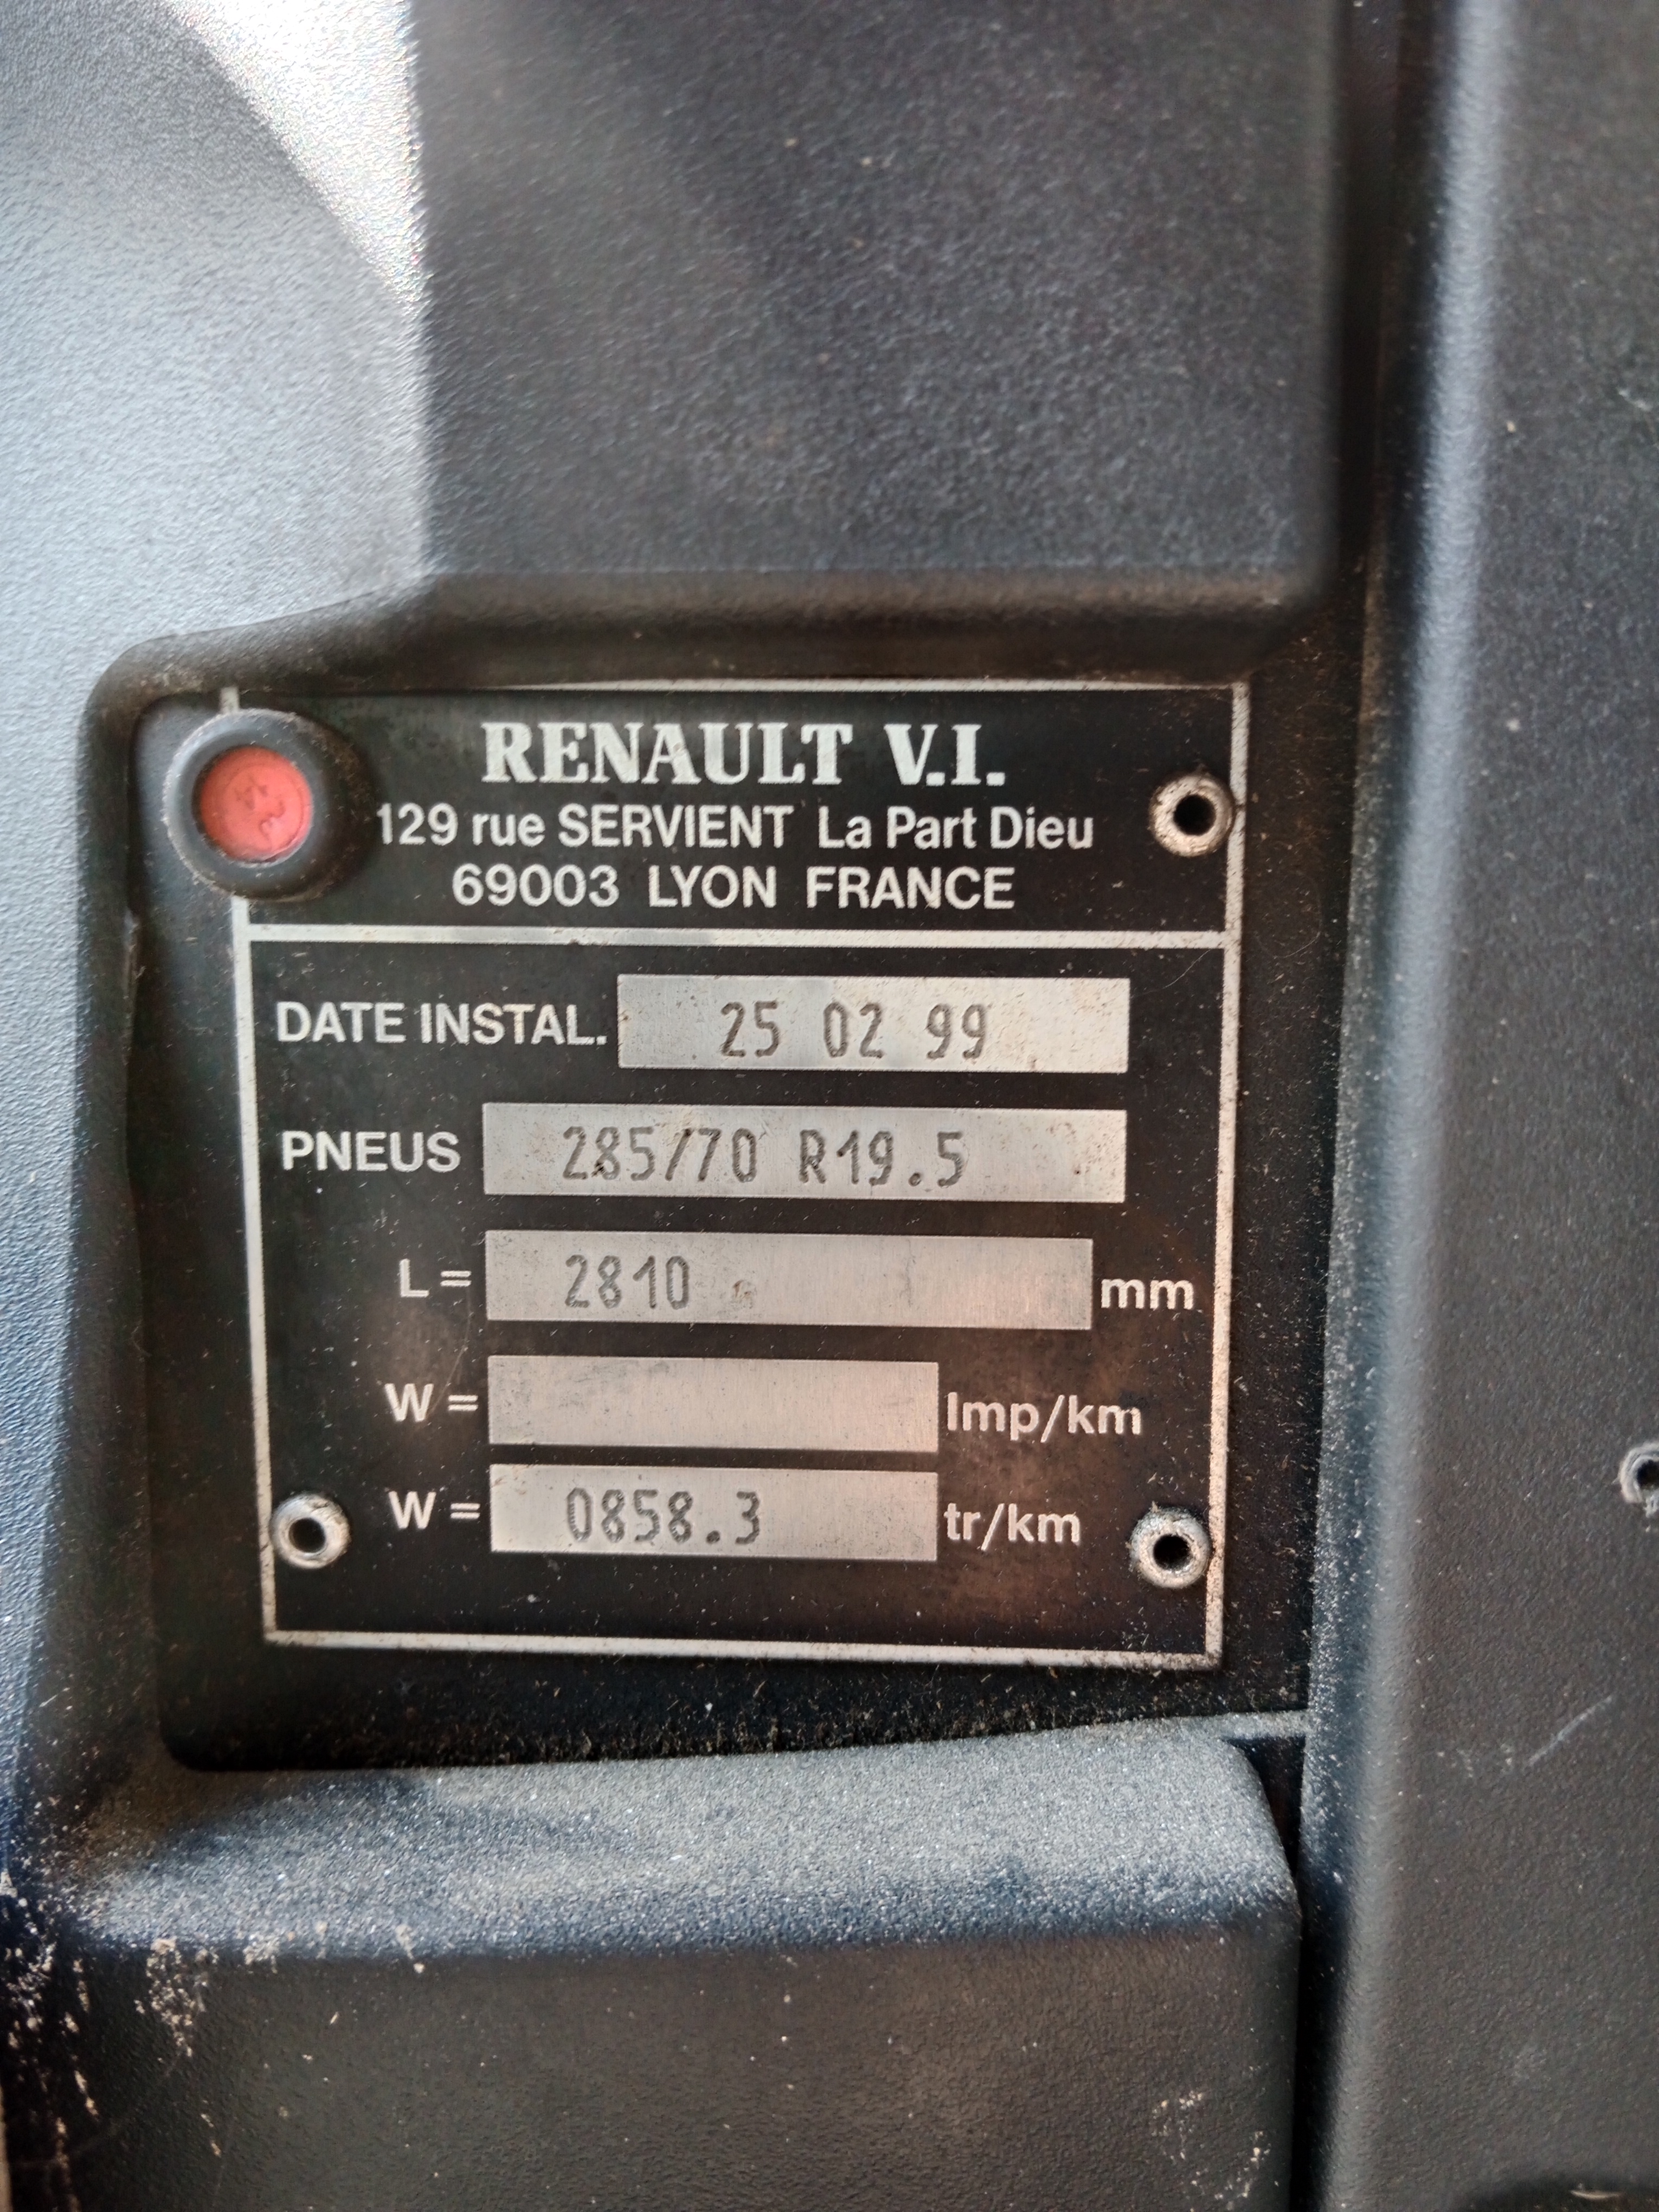 RENAULT V.I.
129 rue SERVIENT La Part Dieu
69003 LYON FRANCE
DATE INSTAL. 25 02 99
PNEUS 285/70 R19.5
L = 2810 mm
W = Imp/km
W = 0858.3 tr/km